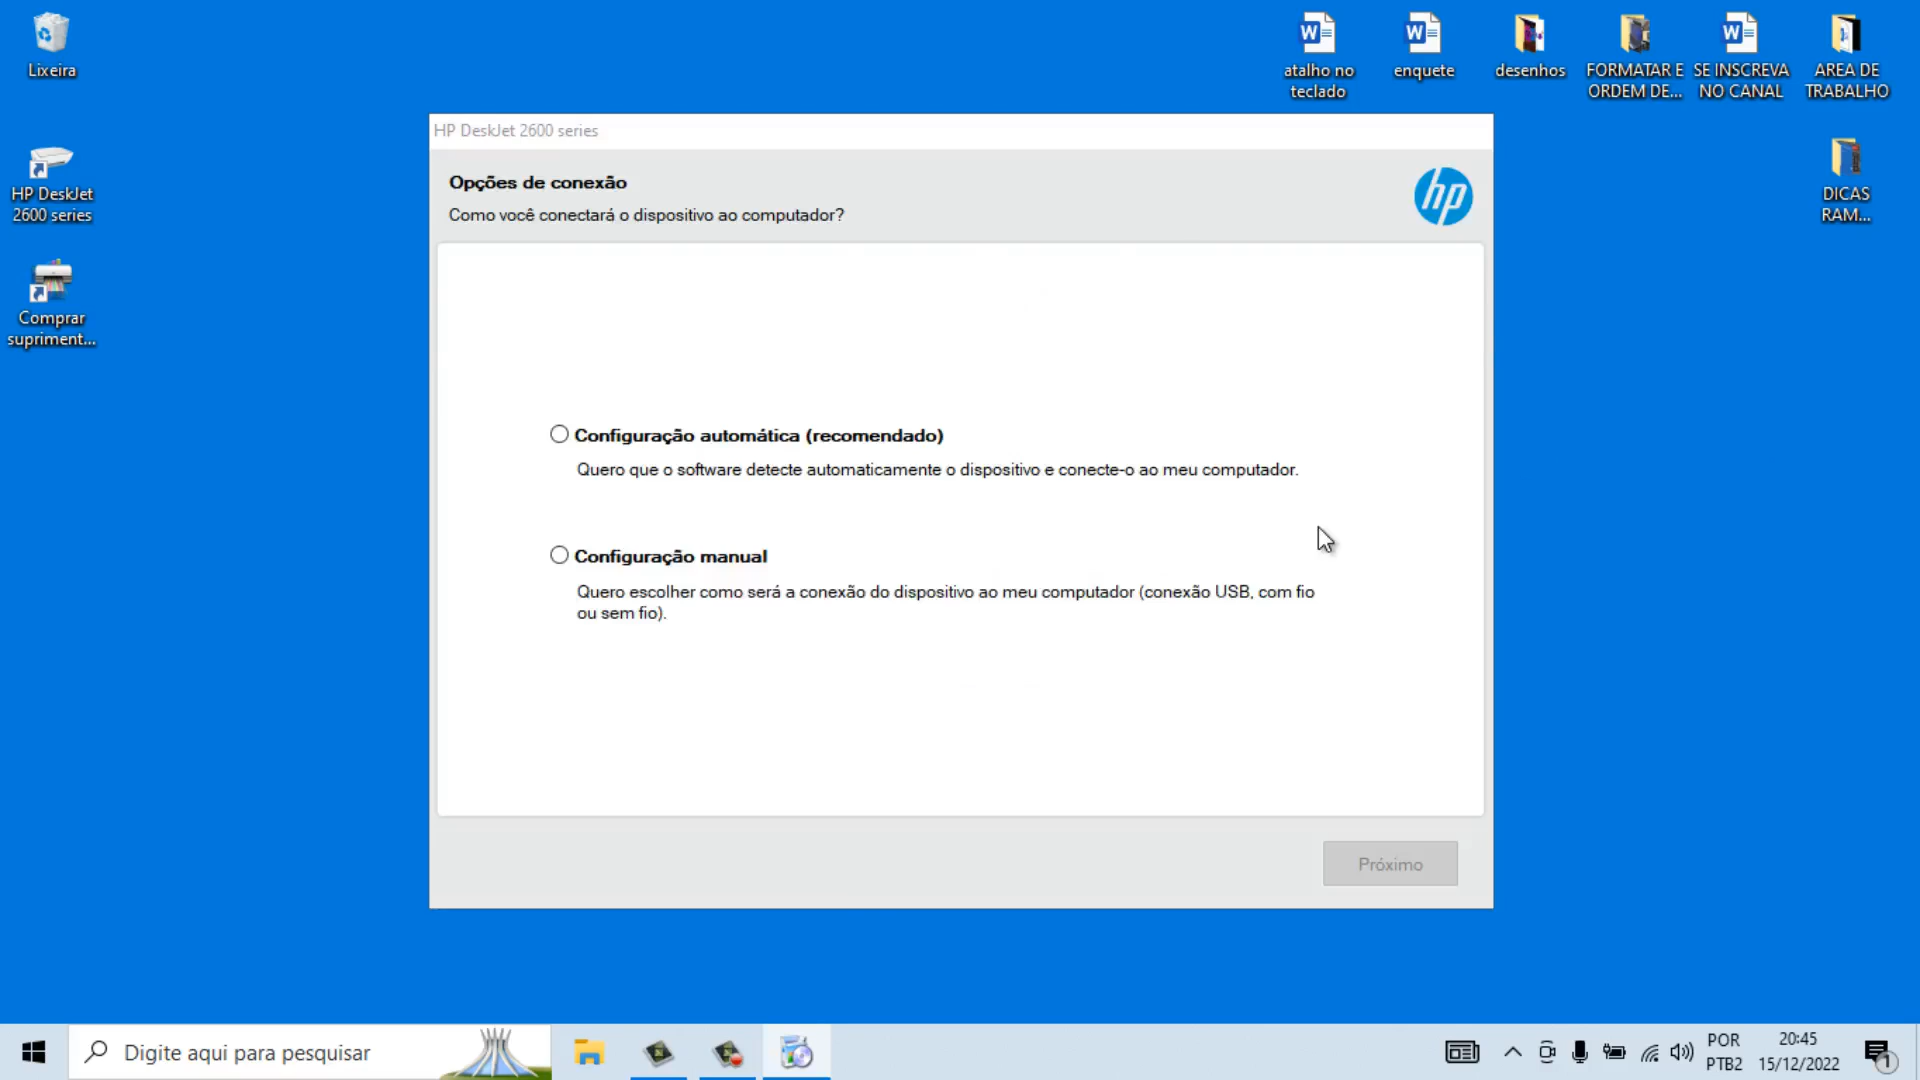 Lixeira
HP DeskJet
2600 series
Comprar
supriment...
atalho no
teclado
enquete
desenhos
FORMATAR E
ORDEM DE...
SE INSCREVA
NO CANAL
AREA DE
TRABALHO
DICAS
RAM...
HP DeskJet 2600 series
Opções de conexão
Como você conectará o dispositivo ao computador?
hp
Configuração automática (recomendado)
Quero que o software detecte automaticamente o dispositivo e conecte-o ao meu computador.
Configuração manual
Quero escolher como será a conexão do dispositivo ao meu computador (conexão USB, com fio
ou sem fio).
Próximo
Digite aqui para pesquisar
POR
PTB2
20:45
15/12/2022
1